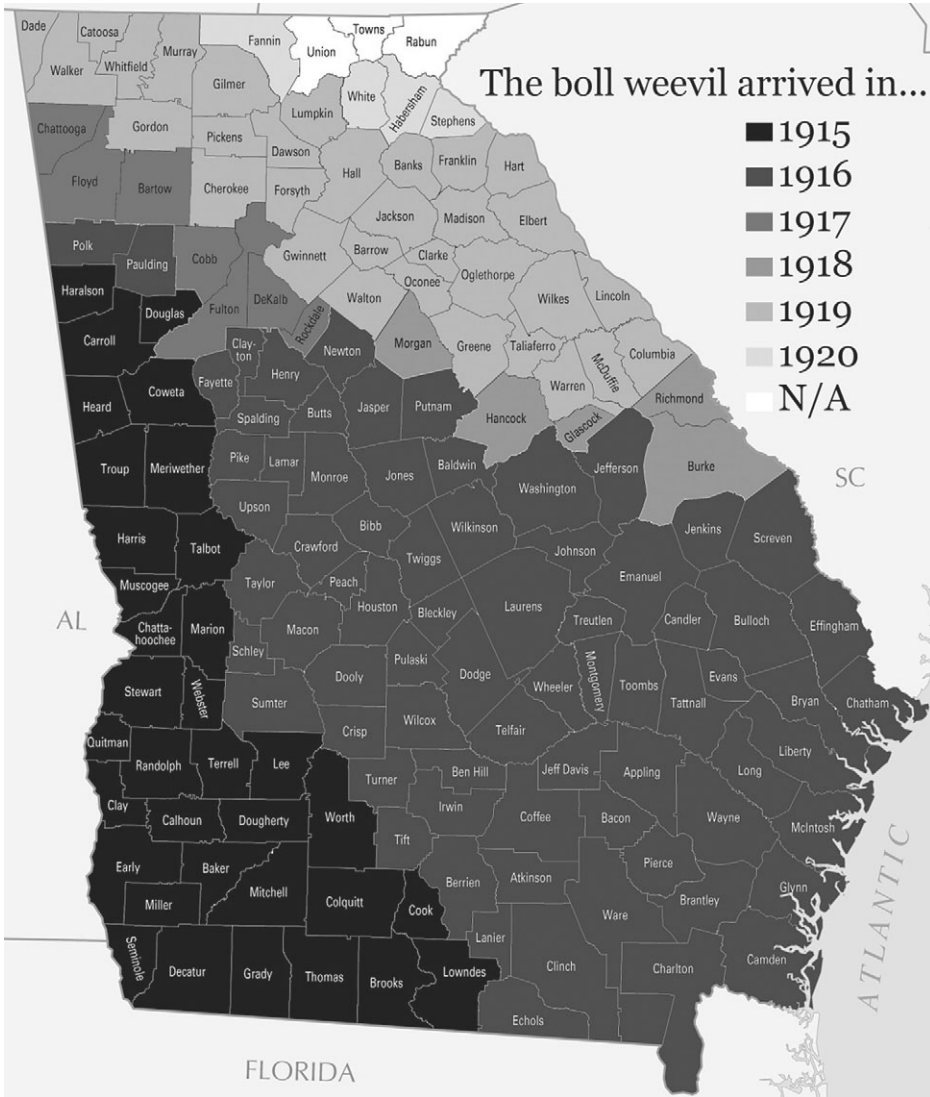 The boll weevil arrived in...
1915
1916
1917
1918
1919
1920
N/A
Dade
Catoosa
Walker
Whitfield
Murray
Fannin
Union
Towns
Rabun
Gilmer
Lumpkin
White
Habersham
Stephens
Chattooga
Gordon
Pickens
Dawson
Hall
Banks
Franklin
Hart
Floyd
Bartow
Cherokee
Forsyth
Jackson
Madison
Elbert
Polk
Paulding
Cobb
Gwinnett
Barrow
Clarke
Oconee
Oglethorpe
Wilkes
Lincoln
Haralson
Douglas
Fulton
DeKalb
Rockdale
Walton
Morgan
Greene
Taliaferro
McDuffie
Columbia
Carroll
Clay-
ton
Newton
Warren
Richmond
Fayette
Henry
Heard
Coweta
Spalding
Butts
Jasper
Putnam
Hancock
Glascock
Burke
Troup
Meriwether
Pike
Lamar
Monroe
Jones
Baldwin
Washington
Jefferson
SC
Upson
Bibb
Wilkinson
Jenkins
Screven
Harris
Talbot
Crawford
Twiggs
Johnson
Emanuel
Muscogee
Taylor
Peach
Houston
Bleckley
Laurens
Treutlen
Candler
Bulloch
Effingham
AL
Chatta-
hoochee
Marion
Macon
Schley
Pulaski
Dooly
Dodge
Wheeler
Montgomery
Toombs
Evans
Tattnall
Bryan
Chatham
Stewart
Webster
Sumter
Crisp
Wilcox
Telfair
Liberty
Quitman
Randolph
Terrell
Lee
Turner
Ben Hill
Jeff Davis
Appling
Long
Clay
Calhoun
Dougherty
Worth
Irwin
Coffee
Bacon
Wayne
McIntosh
Tift
Early
Baker
Mitchell
Berrien
Atkinson
Pierce
Brantley
Glynn
Miller
Colquitt
Cook
Ware
Lanier
Seminole
Decatur
Grady
Thomas
Brooks
Lowndes
Clinch
Charlton
Camden
Echols
ATLANTIC
FLORIDA